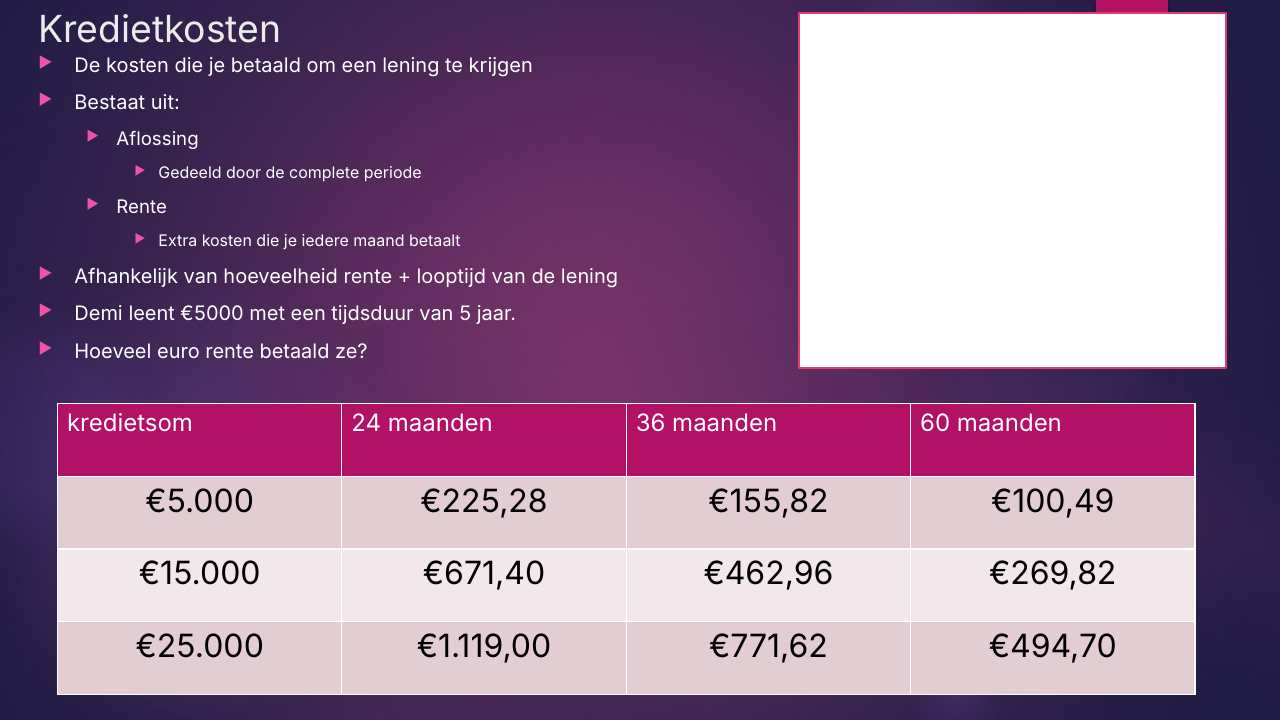 Kredietkosten
De kosten die je betaald om een lening te krijgen
Bestaat uit:
Aflossing
Gedeeld door de complete periode
Rente
Extra kosten die je iedere maand betaalt
Afhankelijk van hoeveelheid rente + looptijd van de lening
Demi leent €5000 met een tijdsduur van 5 jaar.
Hoeveel euro rente betaald ze?
kredietsom 24 maanden 36 maanden 60 maanden
€5.000 €225,28 €155,82 €100,49
€15.000 €671,40 €462,96 €269,82
€25.000 €1.119,00 €771,62 €494,70